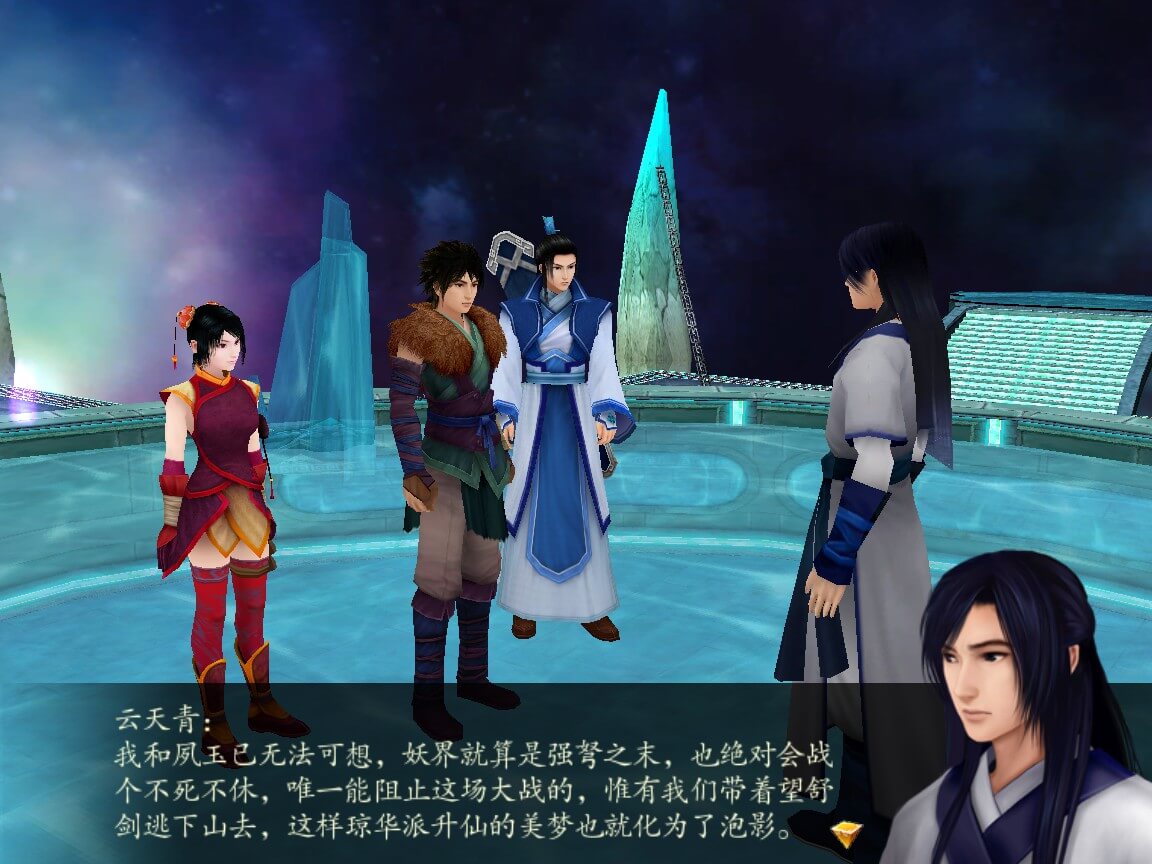 云天青：
我和夙玉已无法可想，妖界就算是强弩之末，也绝对会战
个不死不休，唯一能阻止这场大战的，惟有我们带着望舒
剑逃下山去，这样琼华派升仙的美梦也就化为了泡影。